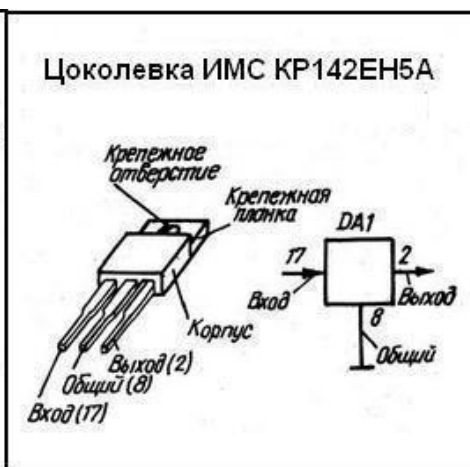 Цоколевка ИМС КР142ЕН5А
Крепежное
отверстие
Крепежная
планка
Корпус
Выход (2)
Общий (8)
Вход (17)
DA1
17
Вход
2
Выход
8
Общий